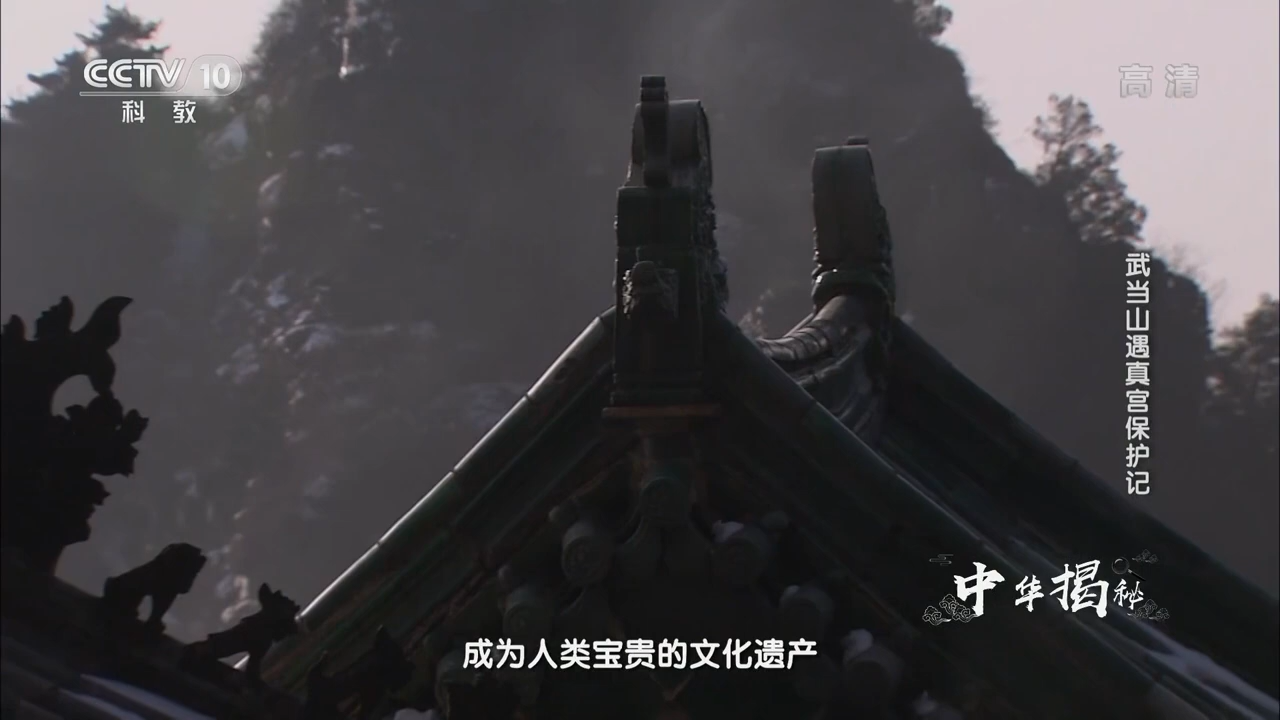 CCTV 10
科教
高清
武当山遇真宫保护记
中华揭秘
成为人类宝贵的文化遗产